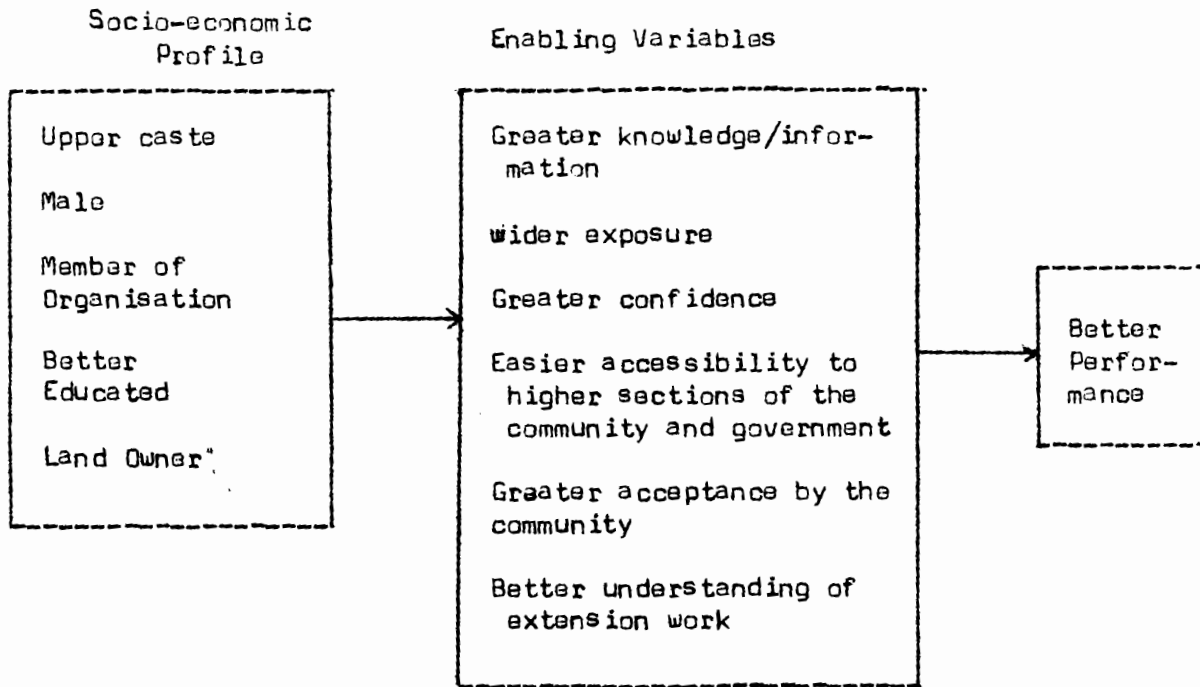 Socio-economic
Profile
Upper caste
Male
Member of
Organisation
Better
Educated
Land Owner
Enabling Variables
Greater knowledge/infor-
mation
wider exposure
Greater confidence
Easier accessibility to
higher sections of the
community and government
Greater acceptance by the
community
Better understanding of
extension work
Better
Perfor-
mance